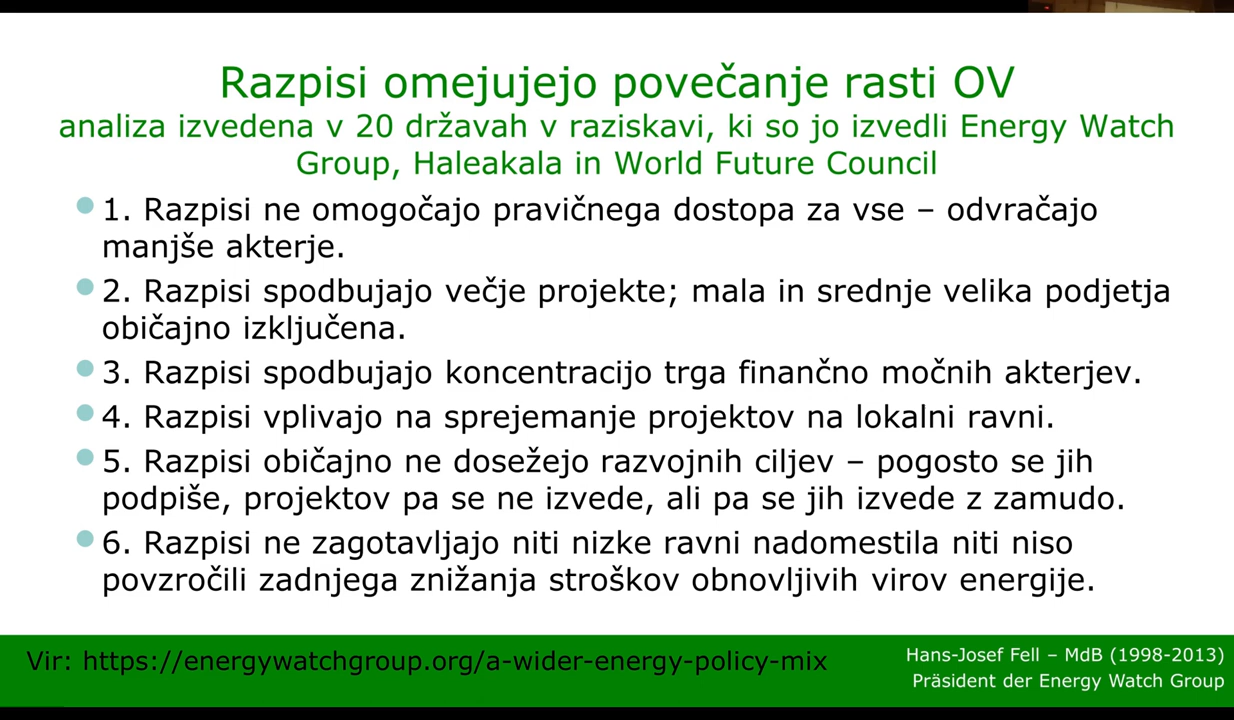 Razpisi omejujejo povečanje rasti OV
analiza izvedena v 20 državah v raziskavi, ki so jo izvedli Energy Watch
Group, Haleakala in World Future Council
1. Razpisi ne omogočajo pravičnega dostopa za vse – odvračajo
manjše akterje.
2. Razpisi spodbujajo večje projekte; mala in srednje velika podjetja
običajno izključena.
3. Razpisi spodbujajo koncentracijo trga finančno močnih akterjev.
4. Razpisi vplivajo na sprejemanje projektov na lokalni ravni.
5. Razpisi običajno ne dosežejo razvojnih ciljev – pogosto se jih
podpiše, projektov pa se ne izvede, ali pa se jih izvede z zamudo.
6. Razpisi ne zagotavljajo niti nizke ravni nadomestila niti niso
povzročili zadnjega znižanja stroškov obnovljivih virov energije.
Vir: https://energywatchgroup.org/a-wider-energy-policy-mix
Hans-Josef Fell – MdB (1998-2013)
Präsident der Energy Watch Group